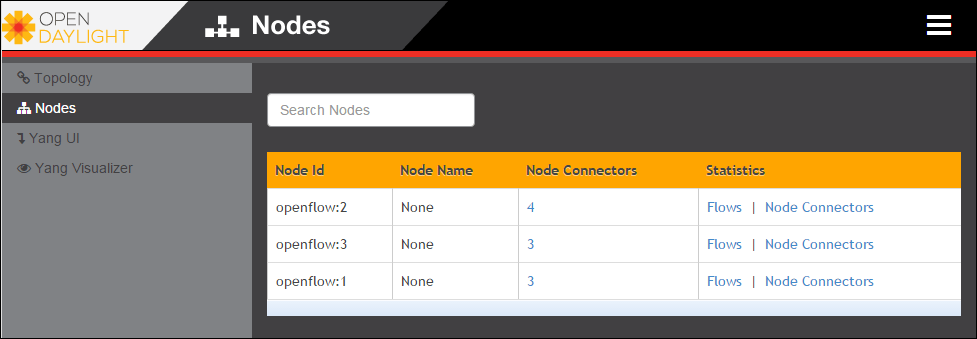 OPEN
DAYLIGHT
Nodes
Topology
Nodes
Yang UI
Yang Visualizer
Search Nodes
Node Id Node Name Node Connectors Statistics
openflow:2 None 4 Flows | Node Connectors
openflow:3 None 3 Flows | Node Connectors
openflow:1 None 3 Flows | Node Connectors